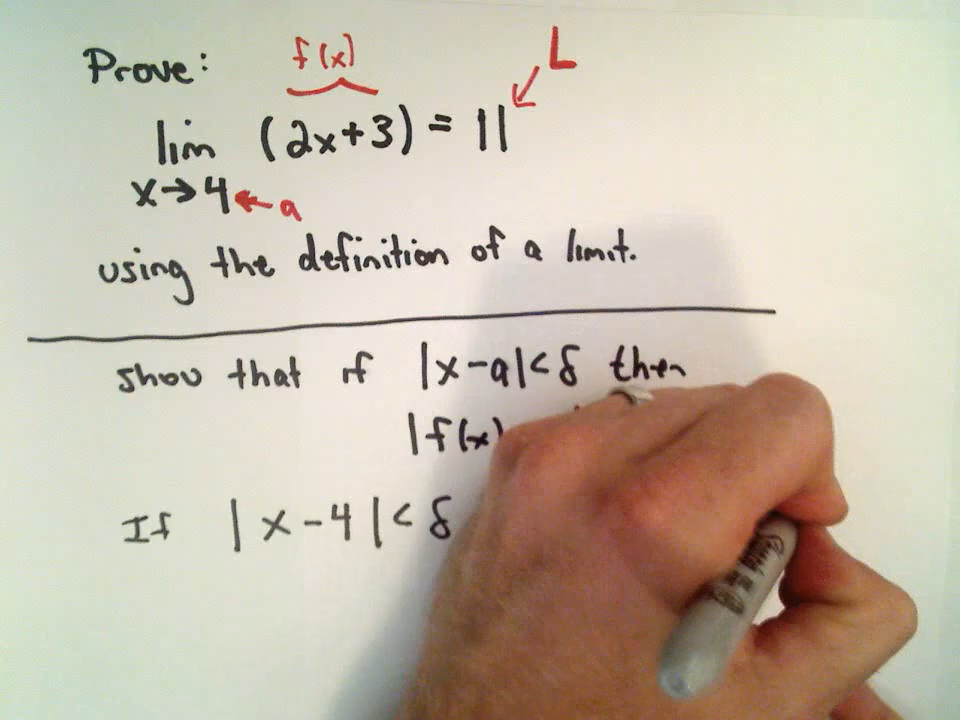 Prove: f(x) L
lim (2x+3) = 11
x→4 ← a
using the definition of a limit.
show that if |x-a|<δ then
|f(x)
If |x-4|<δ